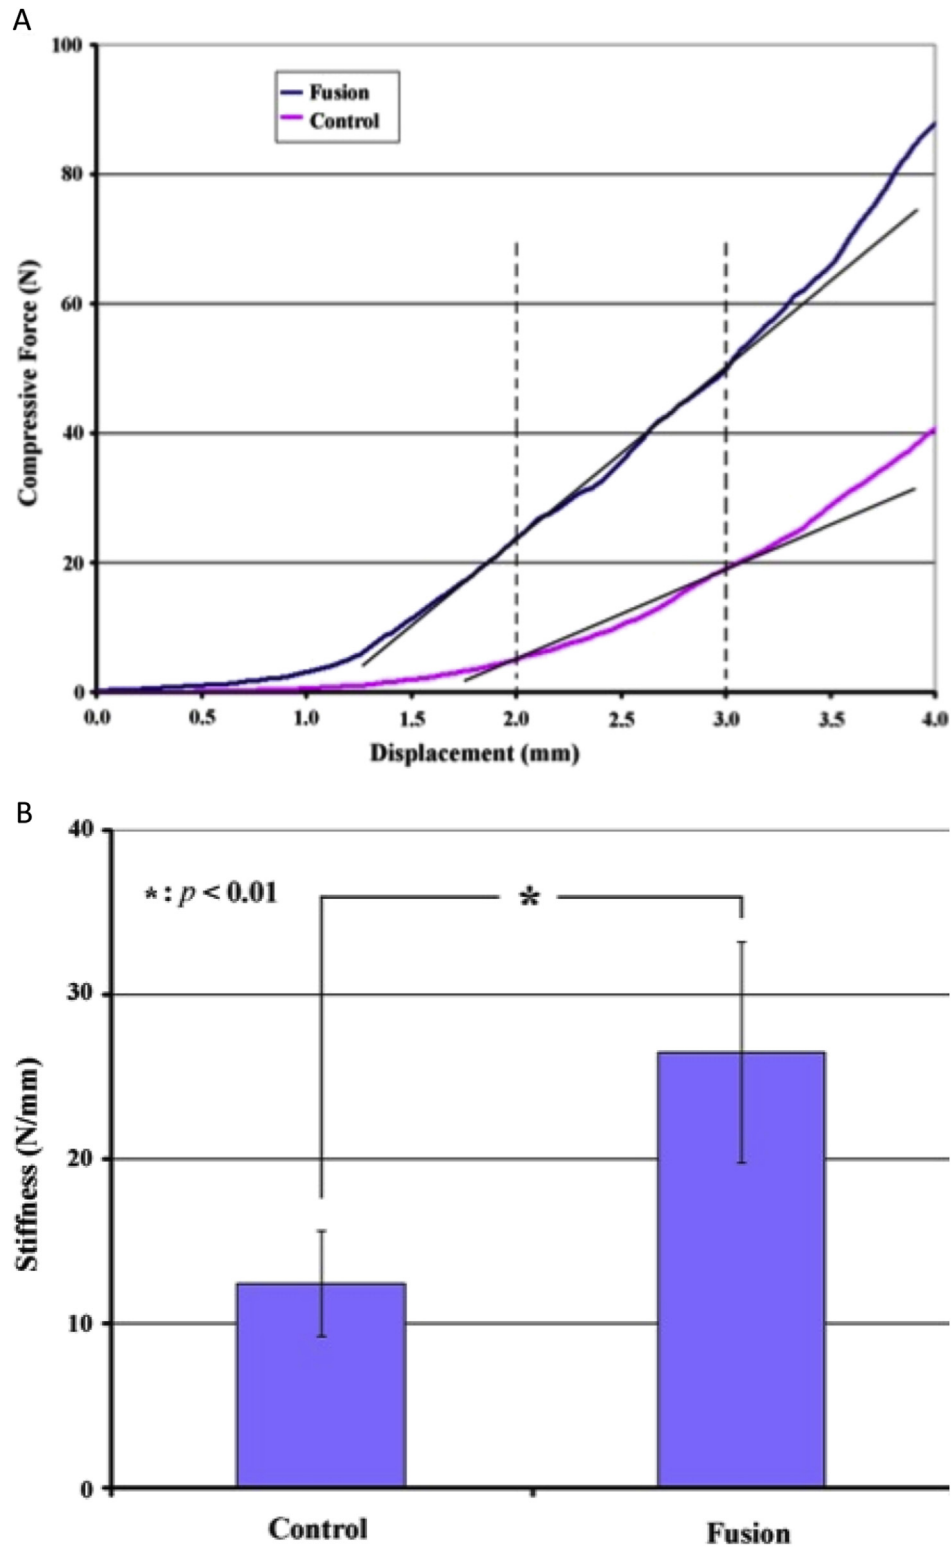 A
100
80
60
40
20
0
Compressive Force (N)
Fusion
Control
0.0 0.5 1.0 1.5 2.0 2.5 3.0 3.5 4.0
Displacement (mm)
B
40
30
20
10
0
Stiffness (N/mm)
*: p < 0.01
*
Control Fusion